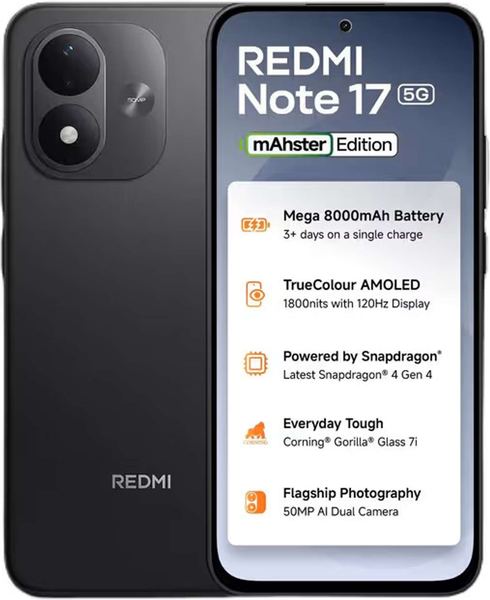 50MP
REDMI
REDMI
Note 17 5G
mAhster Edition
Mega 8000mAh Battery
3+ days on a single charge
TrueColour AMOLED
1800nits with 120Hz Display
Powered by Snapdragon®
Latest Snapdragon® 4 Gen 4
Everyday Tough
Corning® Gorilla® Glass 7i
CORNING
Flagship Photography
50MP AI Dual Camera